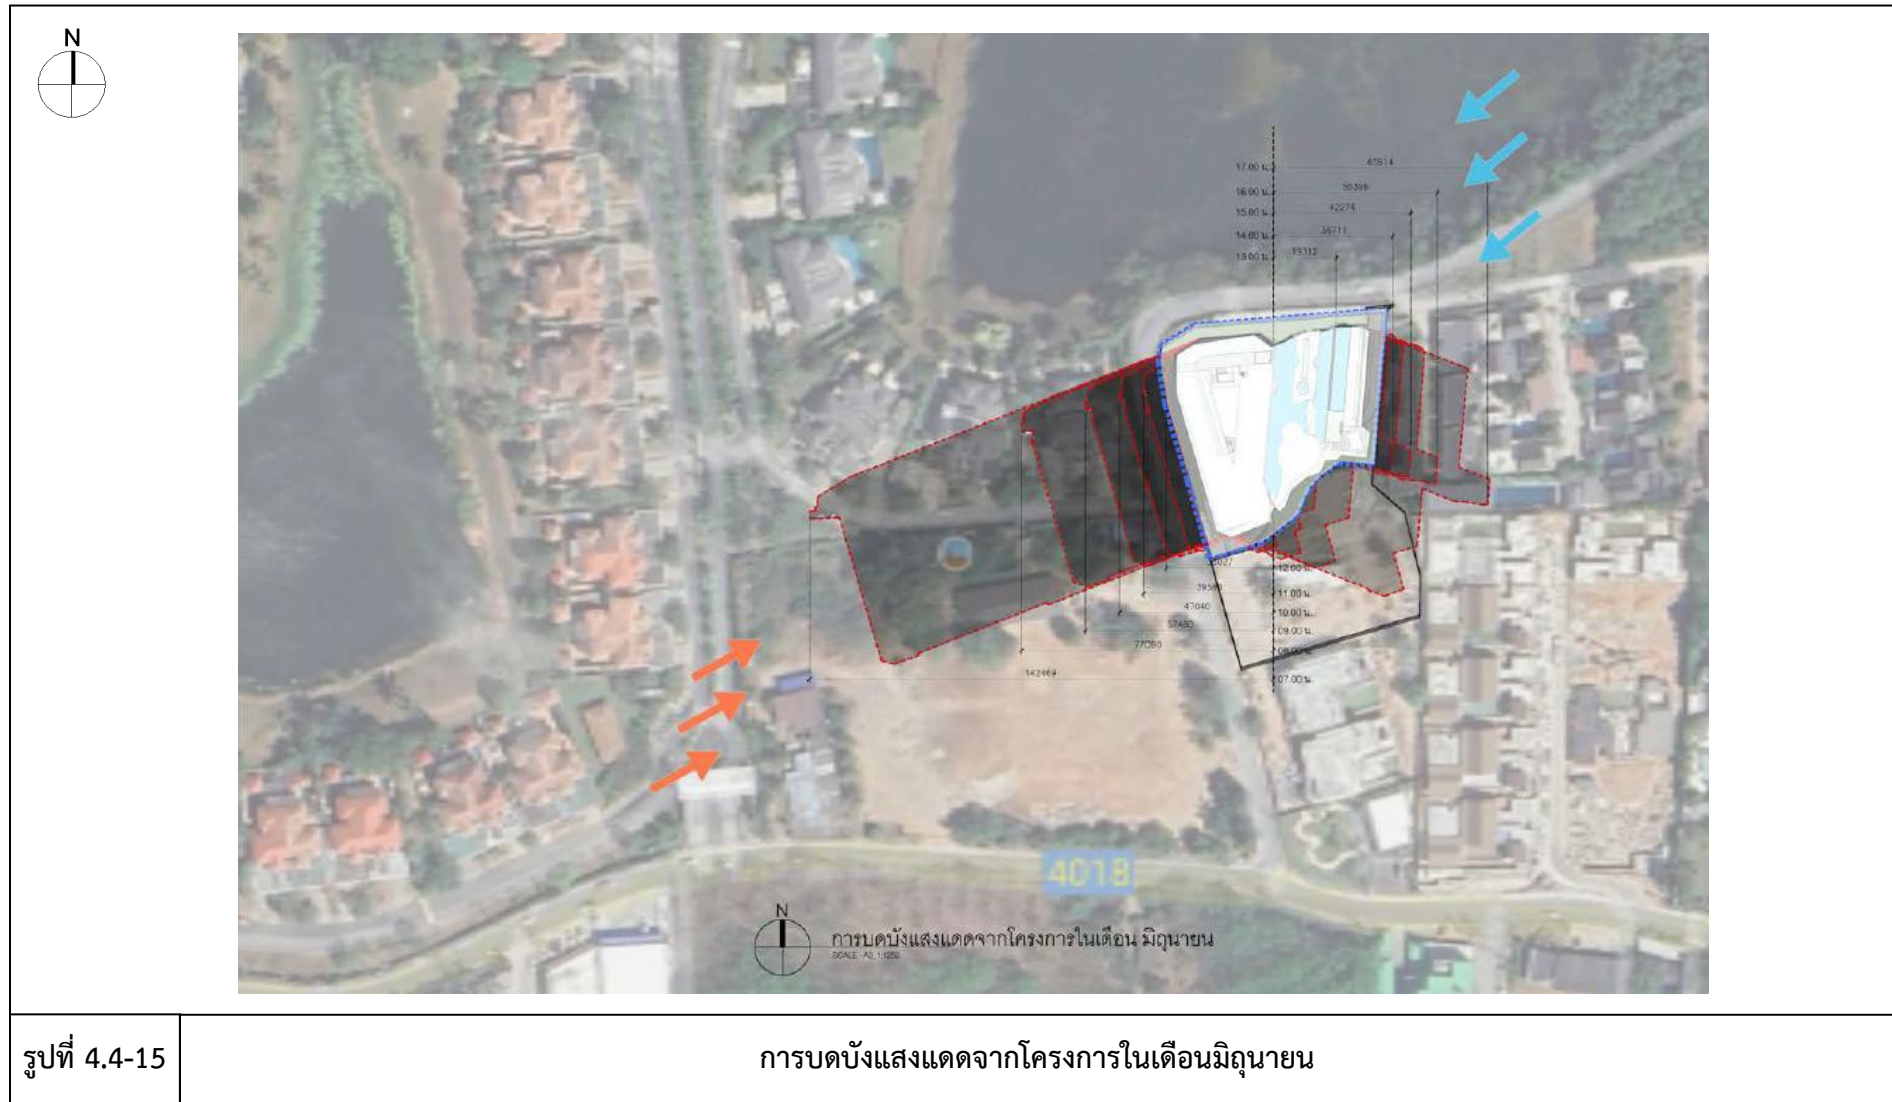 N
17.00 น.
65914
16.00 น.
15.00 น.
42274
14.00 น.
13.00 น.
19312
12.00 น.
11.00 น.
47040
10.00 น.
57480
09.00 น.
08.00 น.
142469
07.00 น.
4018
N
การบดบังแสงแดดจากโครงการในเดือน มิถุนายน
รูปที่ 4.4-15
การบดบังแสงแดดจากโครงการในเดือนมิถุนายน